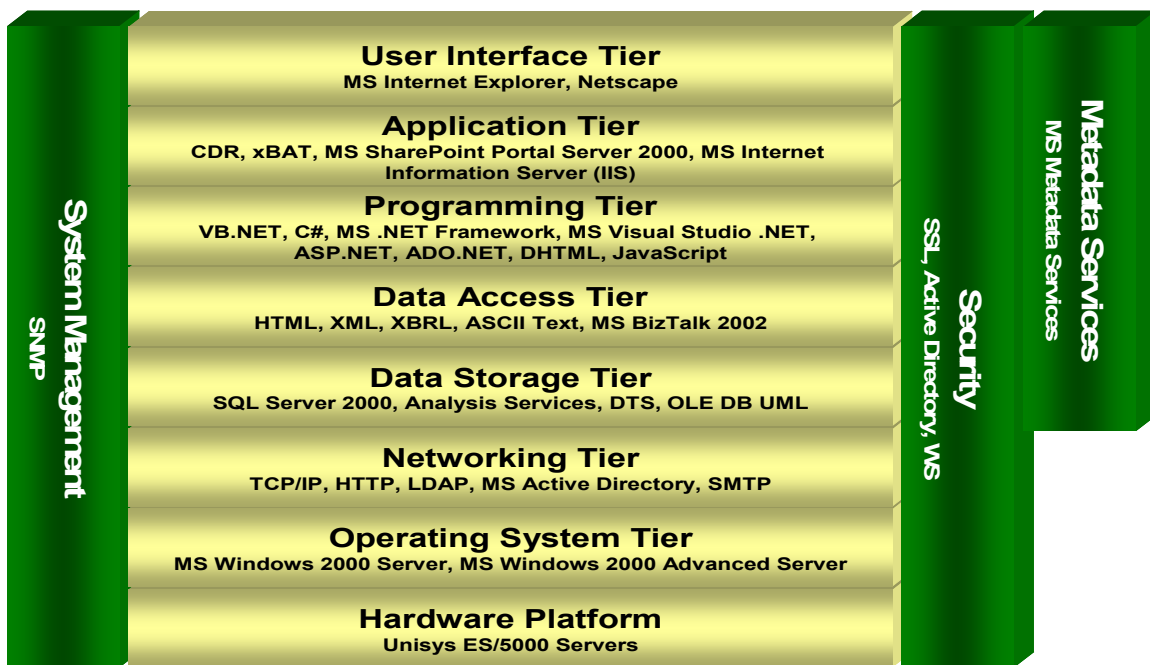 User Interface Tier
MS Internet Explorer, Netscape
Application Tier
CDR, xBAT, MS SharePoint Portal Server 2000, MS Internet
Information Server (IIS)
Programming Tier
VB.NET, C#, MS .NET Framework, MS Visual Studio .NET,
ASP.NET, ADO.NET, DHTML, JavaScript
Data Access Tier
HTML, XML, XBRL, ASCII Text, MS BizTalk 2002
Data Storage Tier
SQL Server 2000, Analysis Services, DTS, OLE DB UML
Networking Tier
TCP/IP, HTTP, LDAP, MS Active Directory, SMTP
Operating System Tier
MS Windows 2000 Server, MS Windows 2000 Advanced Server
Hardware Platform
Unisys ES/5000 Servers
System Management
SNMP
Security
SSL, Active Directory, WS
Metadata Services
MS Metadata Services